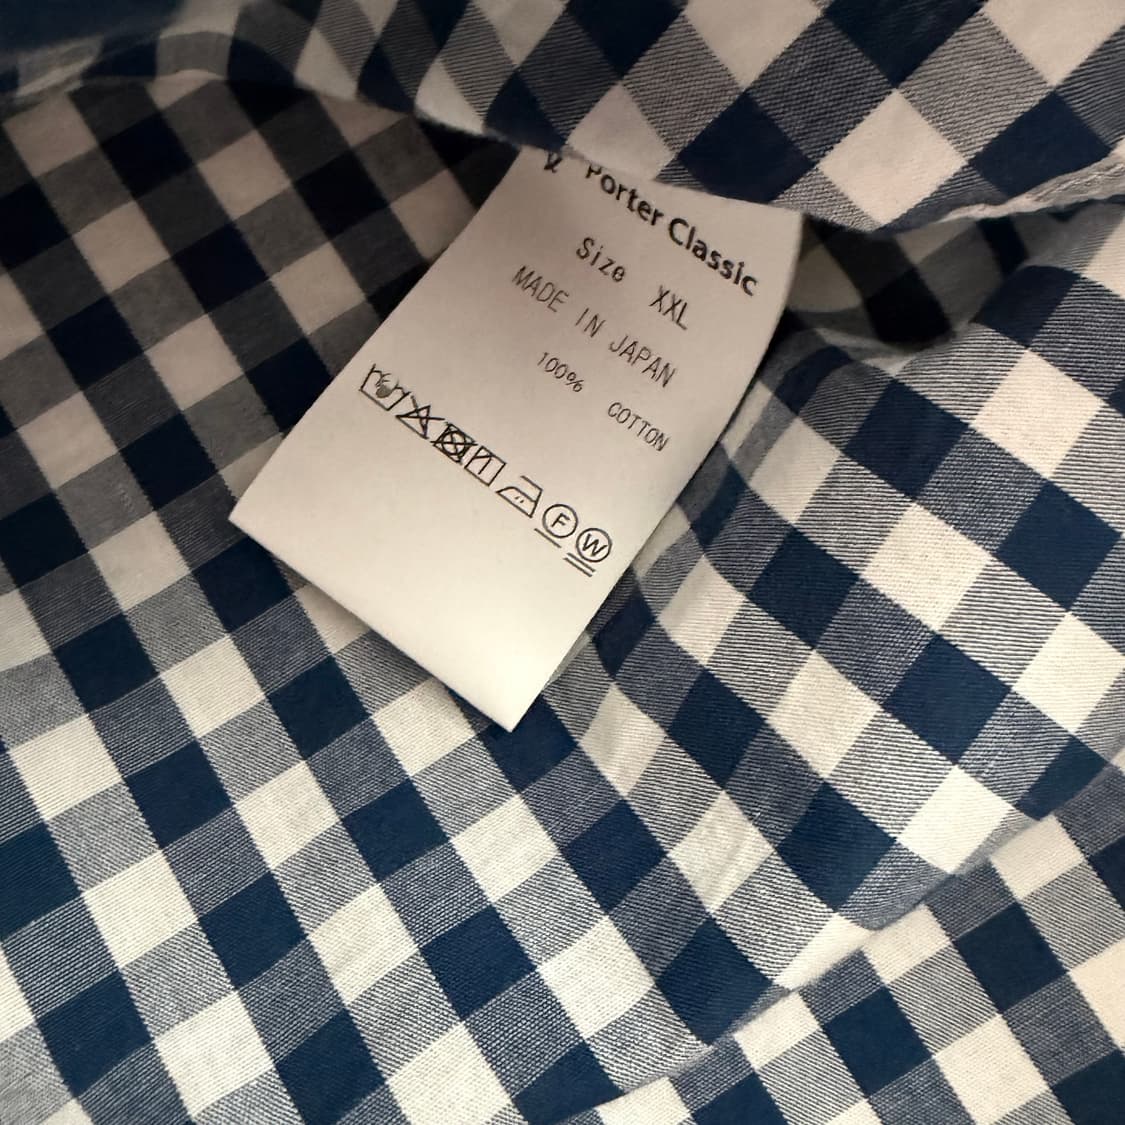 Porter Classic
Size XXL
MADE IN JAPAN
100% COTTON
F W